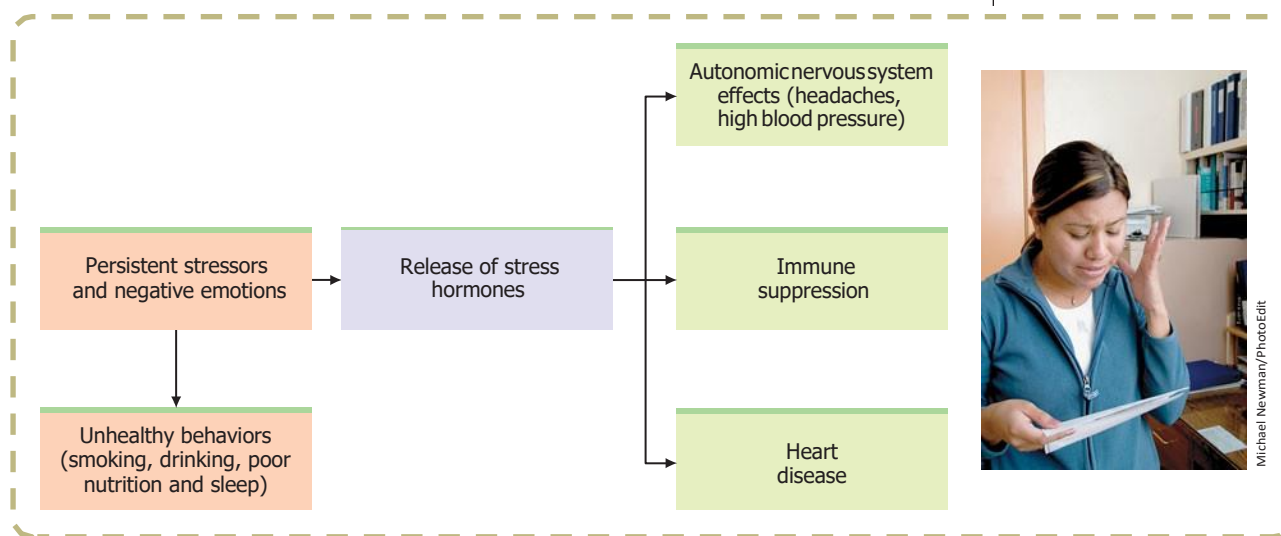 Autonomic nervous system
effects (headaches,
high blood pressure)
Persistent stressors
and negative emotions
Release of stress
hormones
Immune
suppression
Unhealthy behaviors
(smoking, drinking, poor
nutrition and sleep)
Heart
disease
Michael Newman/PhotoEdit